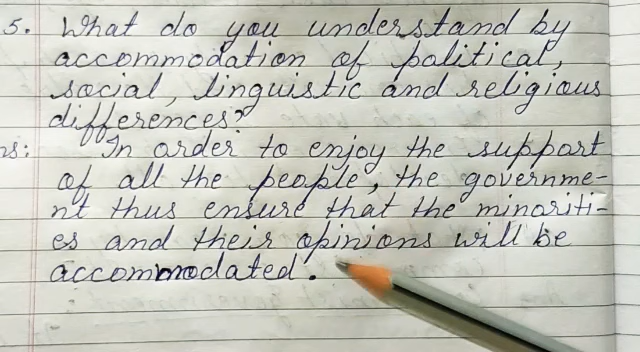 5. What do you understand by
accommodation of political,
social, linguistic and religious
differences?
ns: In order to enjoy the support
of all the people, the governme-
nt thus ensure that the minoriti-
es and their opinions will be
accommodated.